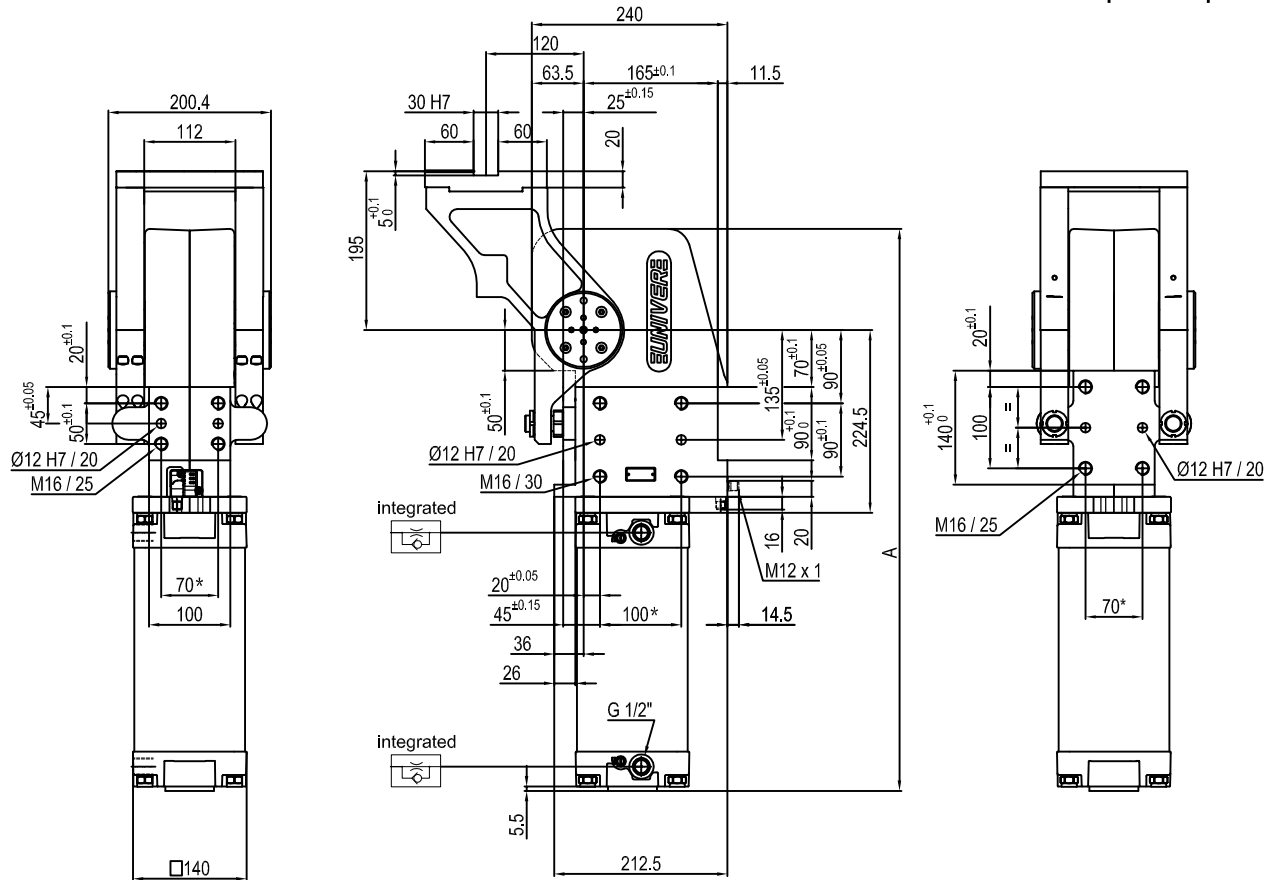 240
120
63.5
165±0.1
11.5
200.4
30 H7
25±0.15
112
60
60
20
5 +0.1 0
195
UNIVER
20±0.1
45±0.05
50±0.1
Ø12 H7 / 20
M16 / 25
50±0.1
135±0.05
70±0.1
90±0.05
90 +0.1 0
90±0.1
224.5
Ø12 H7 / 20
M16 / 30
20±0.1
140 +0.1 0
100
=
=
Ø12 H7 / 20
M16 / 25
integrated
16
20
A
M12 x 1
70*
100
20±0.05
45±0.15
100*
14.5
70*
36
26
G 1/2"
integrated
5.5
□140
212.5